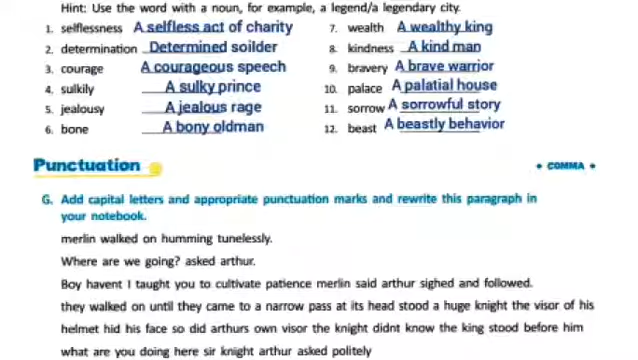 Hint: Use the word with a noun, for example, a legend/a legendary city.
1. selflessness A selfless act of charity
7. wealth A wealthy king
2. determination Determined soilder
8. kindness A kind man
3. courage A courageous speech
9. bravery A brave warrior
4. sulkily A sulky prince
10. palace A palatial house
5. jealousy A jealous rage
11. sorrow A sorrowful story
6. bone A bony oldman
12. beast A beastly behavior
Punctuation
• COMMA •
G. Add capital letters and appropriate punctuation marks and rewrite this paragraph in
your notebook.
merlin walked on humming tunelessly.
Where are we going? asked arthur.
Boy havent I taught you to cultivate patience merlin said arthur sighed and followed.
they walked on until they came to a narrow pass at its head stood a huge knight the visor of his
helmet hid his face so did arthurs own visor the knight didnt know the king stood before him
what are you doing here sir knight arthur asked politely